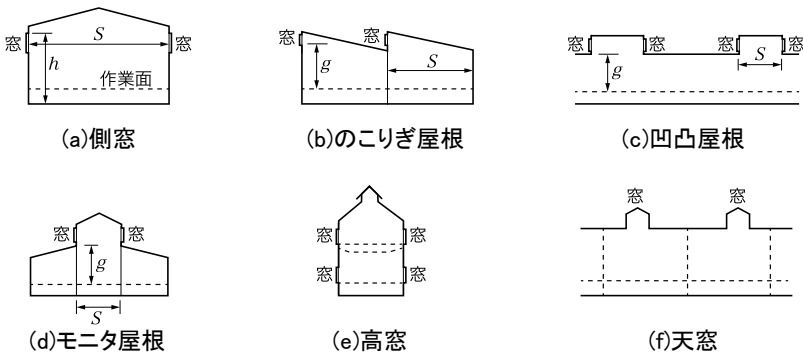 窓 S 窓
h
作業面
(a)側窓
窓 窓
g S
(b)のこりぎ屋根
窓 窓 窓 窓
g S
(c)凹凸屋根
窓 窓
g
S
(d)モニタ屋根
窓 窓
窓 窓
(e)高窓
窓 窓
(f)天窓